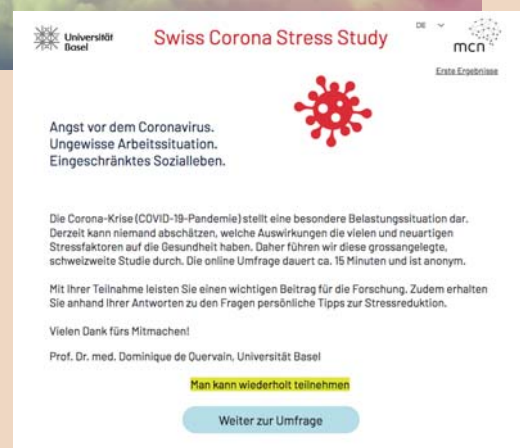 Universität
Basel
Swiss Corona Stress Study
DE
mcn
Erste Ergebnisse
Angst vor dem Coronavirus.
Ungewisse Arbeitssituation.
Eingeschränktes Sozialleben.
Die Corona-Krise (COVID-19-Pandemie) stellt eine besondere Belastungssituation dar.
Derzeit kann niemand abschätzen, welche Auswirkungen die vielen und neuartigen
Stressfaktoren auf die Gesundheit haben. Daher führen wir diese grossangelegte,
schweizweite Studie durch. Die online Umfrage dauert ca. 15 Minuten und ist anonym.
Mit Ihrer Teilnahme leisten Sie einen wichtigen Beitrag für die Forschung. Zudem erhalten
Sie anhand Ihrer Antworten zu den Fragen persönliche Tipps zur Stressreduktion.
Vielen Dank fürs Mitmachen!
Prof. Dr. med. Dominique de Quervain, Universität Basel
Man kann wiederholt teilnehmen
Weiter zur Umfrage